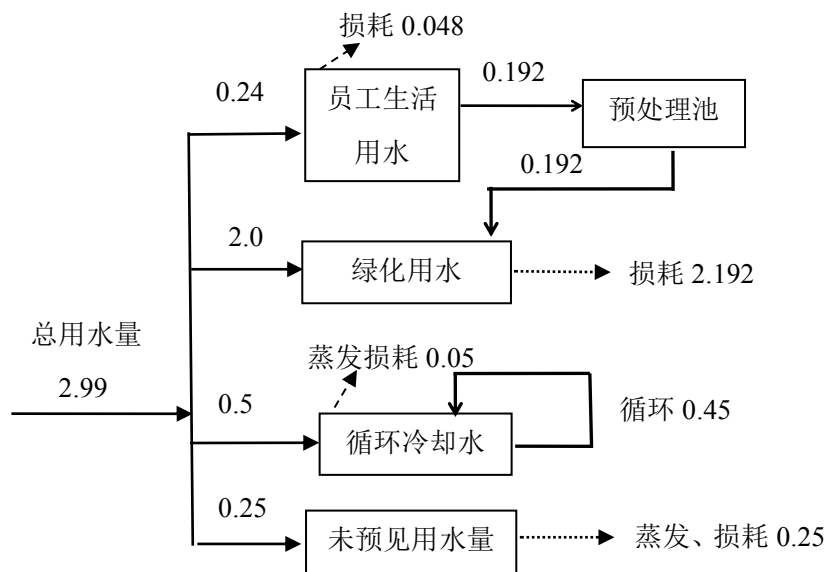 损耗 0.048
0.24
员工生活
用水
0.192
预处理池
0.192
2.0
绿化用水
损耗 2.192
总用水量
2.99
蒸发损耗 0.05
0.5
循环冷却水
循环 0.45
0.25
未预见用水量
蒸发、损耗 0.25